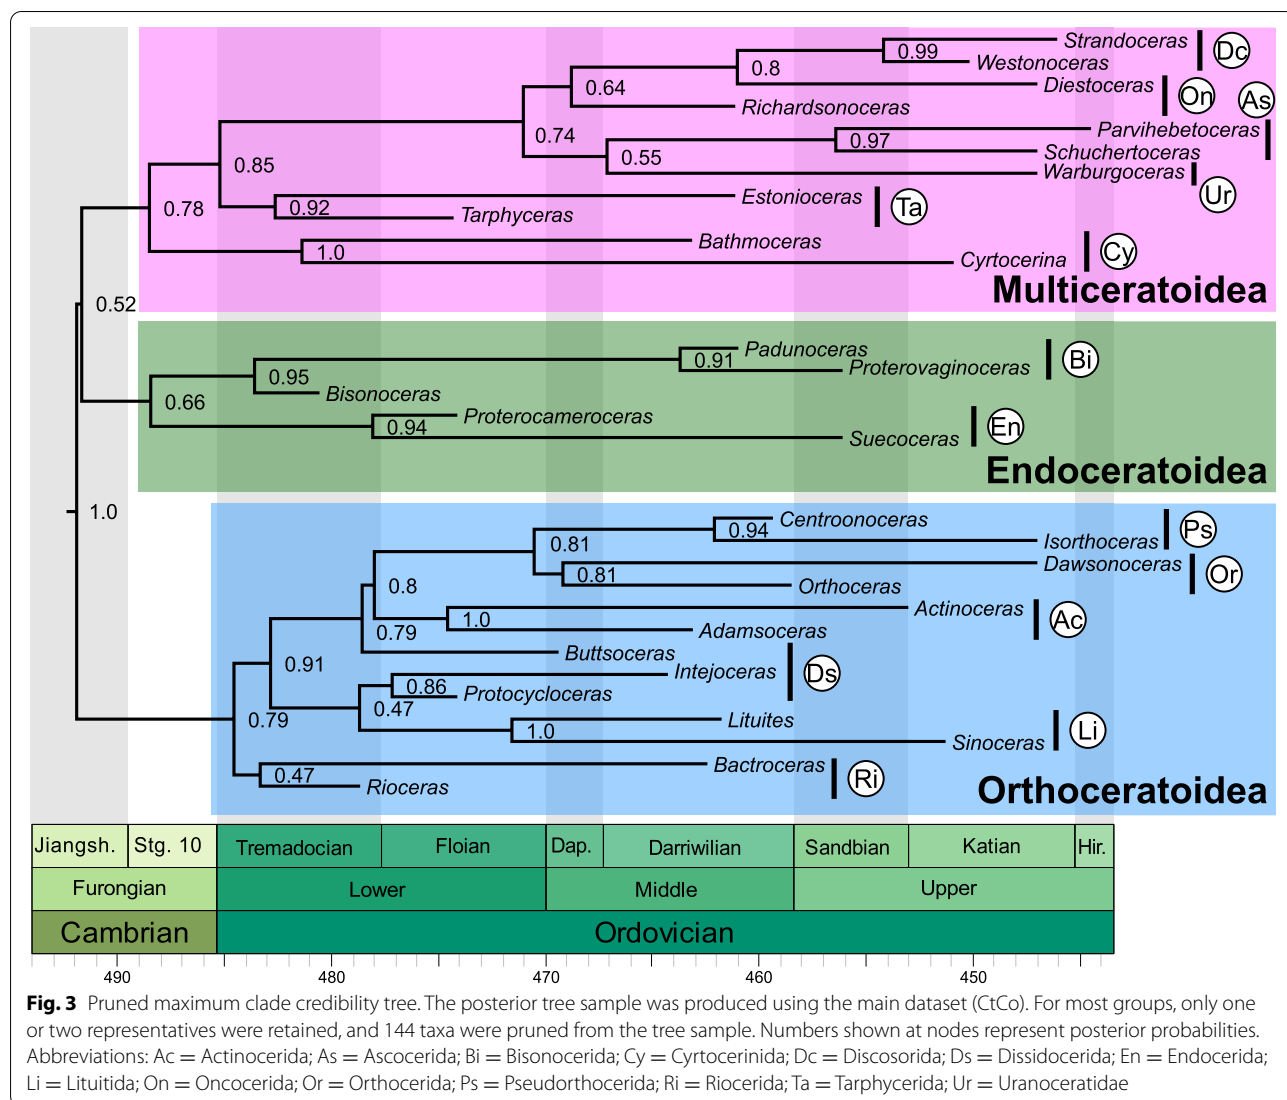 Strandoceras
0.99
Dc
Westonoceras
0.8
Diestoceras
On
As
0.64
Richardsonoceras
Parvihebetoceras
0.74
0.97
Schuchertoceras
0.55
Warburgoceras
0.85
Ur
Estonioceras
0.92
Ta
Tarphyceras
0.78
Bathmoceras
1.0
Cy
Cyrtocerina
Multiceratoidea
0.52
Padunoceras
0.91
Bi
Proterovaginoceras
0.95
Bisonoceras
0.66
Proterocameroceras
0.94
En
Suecoceras
Endoceratoidea
1.0
Centroonoceras
0.94
Ps
Isorthoceras
0.81
Dawsonoceras
0.81
Or
Orthoceras
0.8
Actinoceras
1.0
Ac
Adamsoceras
0.79
Buttsoceras
0.91
Intejoceras
Ds
0.86
Protocycloceras
0.47
0.79
Lituites
1.0
Li
Sinoceras
Bactroceras
0.47
Ri
Rioceras
Orthoceratoidea
Jiangsh. Stg. 10 Tremadocian Floian Dap. Darriwilian Sandbian Katian Hir.
Furongian Lower Middle Upper
Cambrian Ordovician
490 480 470 460 450
Fig. 3 Pruned maximum clade credibility tree. The posterior tree sample was produced using the main dataset (CtCo). For most groups, only one
or two representatives were retained, and 144 taxa were pruned from the tree sample. Numbers shown at nodes represent posterior probabilities.
Abbreviations: Ac = Actinocerida; As = Ascocerida; Bi = Bisonocerida; Cy = Cyrtocerinida; Dc = Discosorida; Ds = Dissidocerida; En = Endocerida;
Li = Lituitida; On = Oncocerida; Or = Orthocerida; Ps = Pseudorthocerida; Ri = Riocerida; Ta = Tarphycerida; Ur = Uranoceratidae